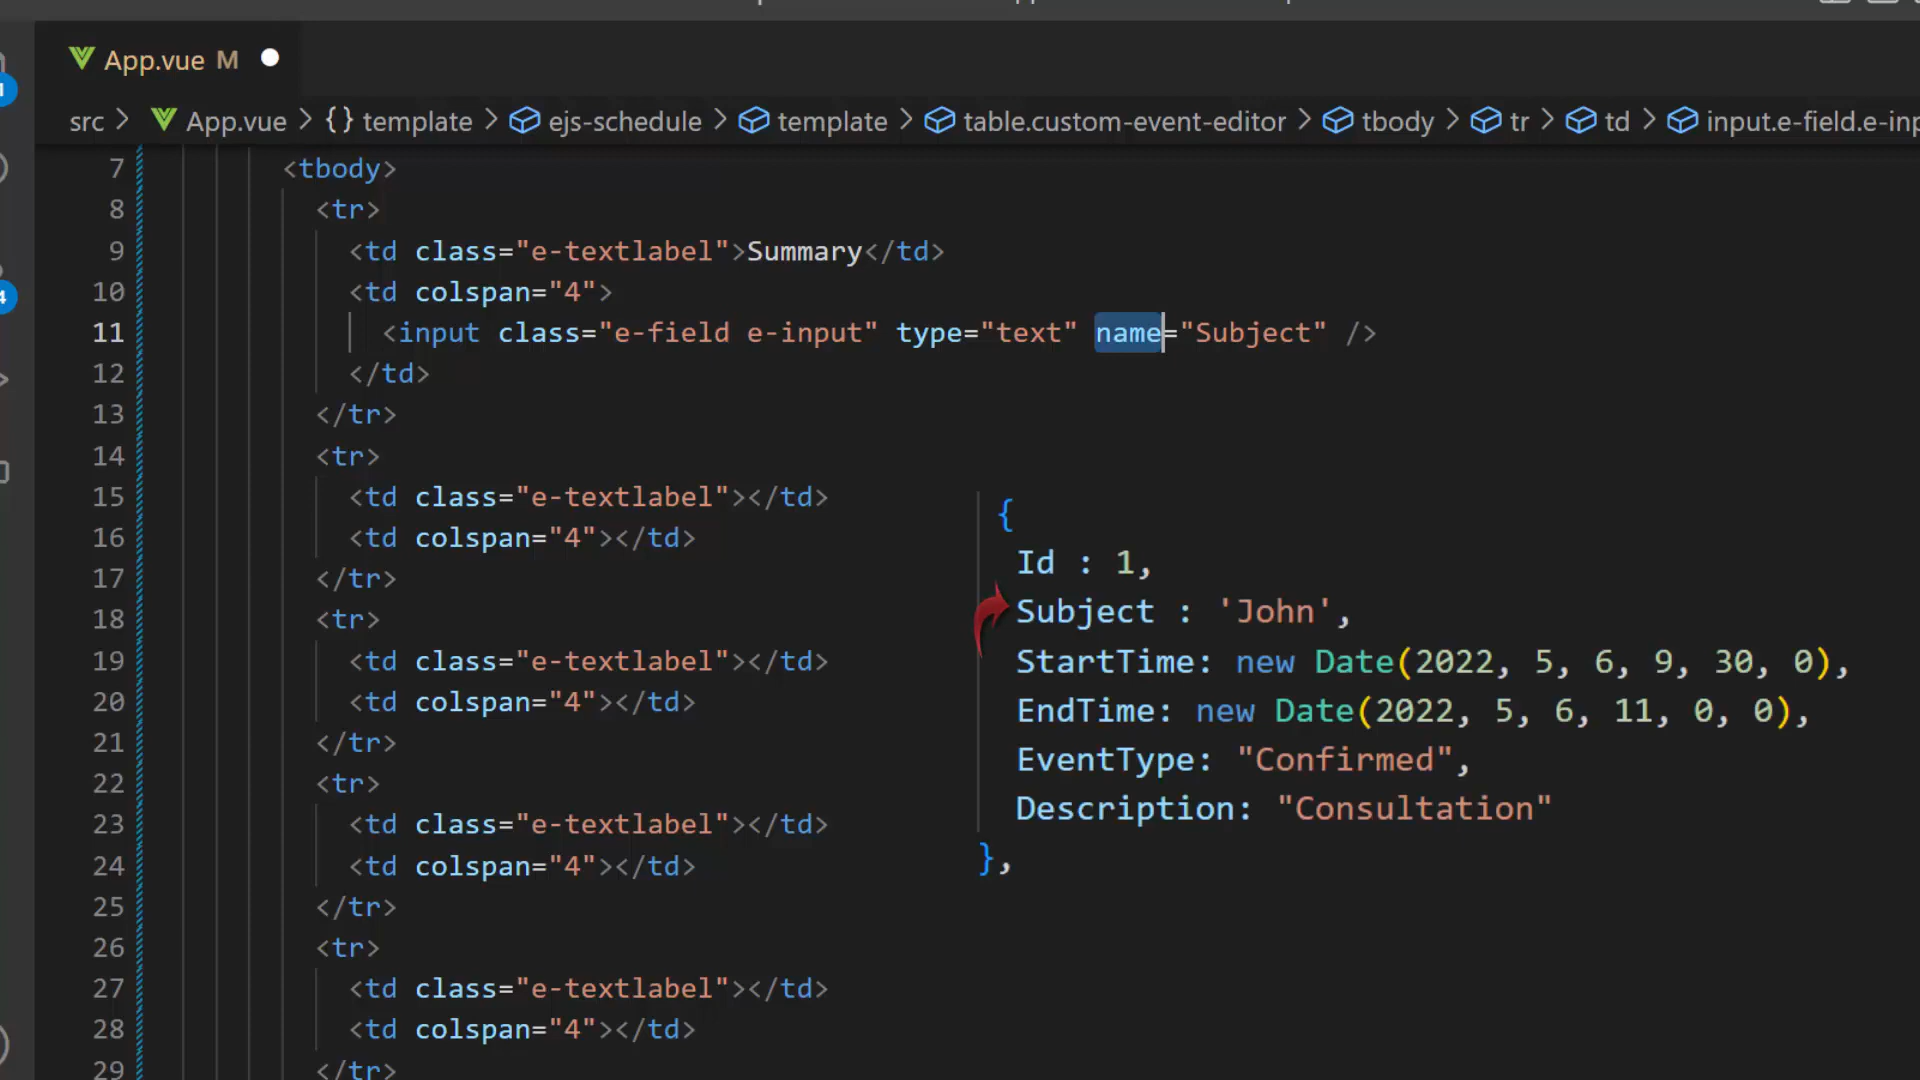 App.vue M
src > App.vue > {} template > ejs-schedule > template > table.custom-event-editor > tbody > tr > td > input.e-field.e-inp
7 <tbody>
8 <tr>
9 <td class="e-textlabel">Summary</td>
10 <td colspan="4">
11 <input class="e-field e-input" type="text" name="Subject" />
12 </td>
13 </tr>
14 <tr>
15 <td class="e-textlabel"></td>
16 <td colspan="4"></td>
17 </tr>
18 <tr>
19 <td class="e-textlabel"></td>
20 <td colspan="4"></td>
21 </tr>
22 <tr>
23 <td class="e-textlabel"></td>
24 <td colspan="4"></td>
25 </tr>
26 <tr>
27 <td class="e-textlabel"></td>
28 <td colspan="4"></td>
29 </tr>
{
Id : 1,
Subject : 'John',
StartTime: new Date(2022, 5, 6, 9, 30, 0),
EndTime: new Date(2022, 5, 6, 11, 0, 0),
EventType: "Confirmed",
Description: "Consultation"
},